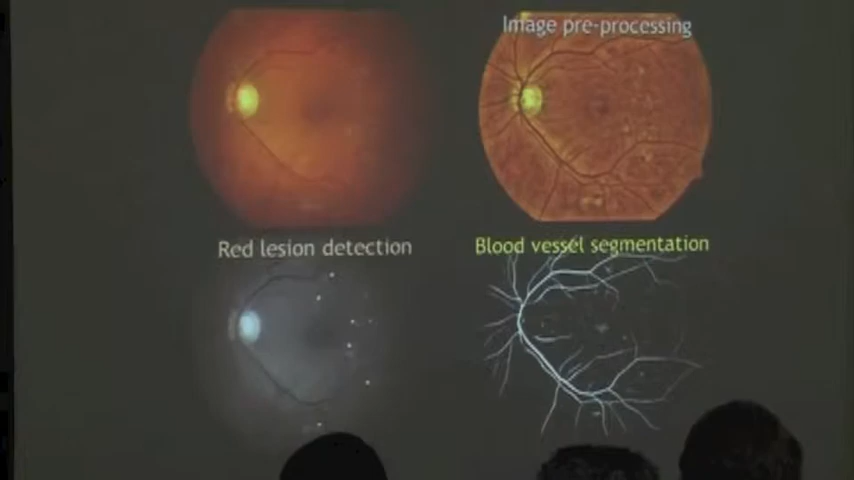 Image pre-processing
Red lesion detection
Blood vessel segmentation